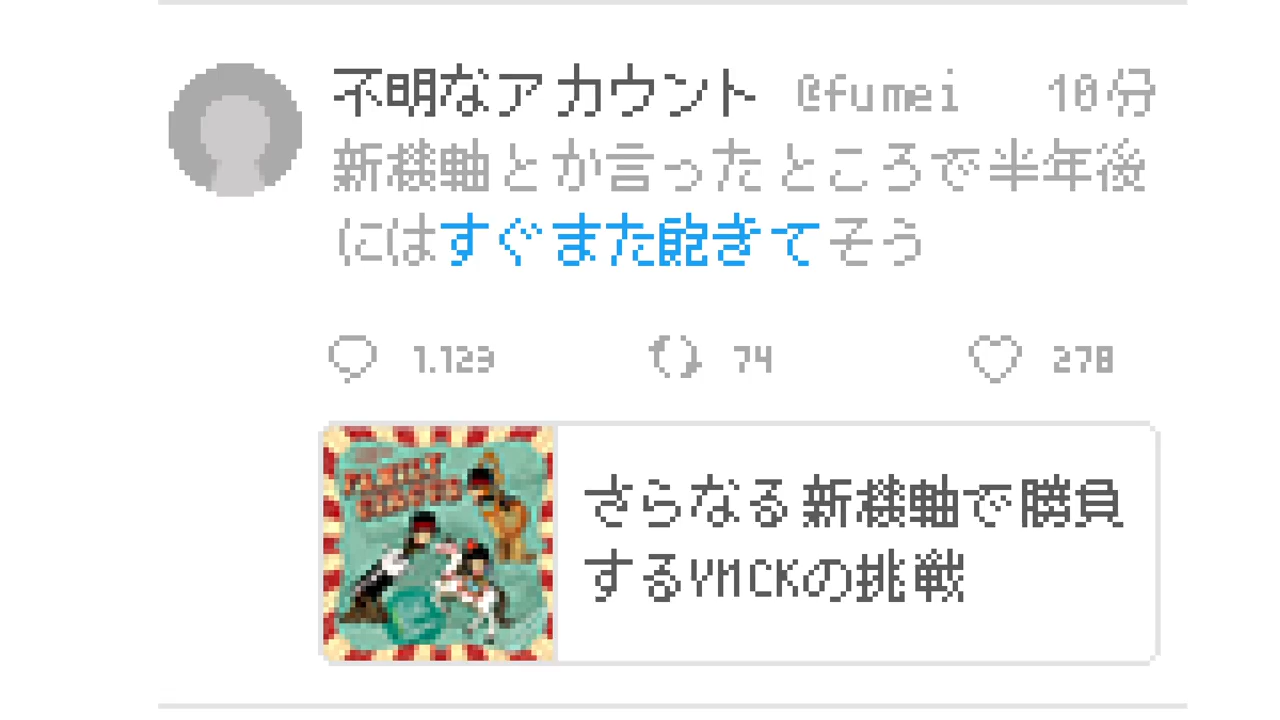 不明なアカウント @fumei 10分
新機軸とか言ったところで半年後
にはすぐまた飽きてそう
1.123 74 278
FAMILY
CIRCUS
さらなる新機軸で勝負
するYMCKの挑戦